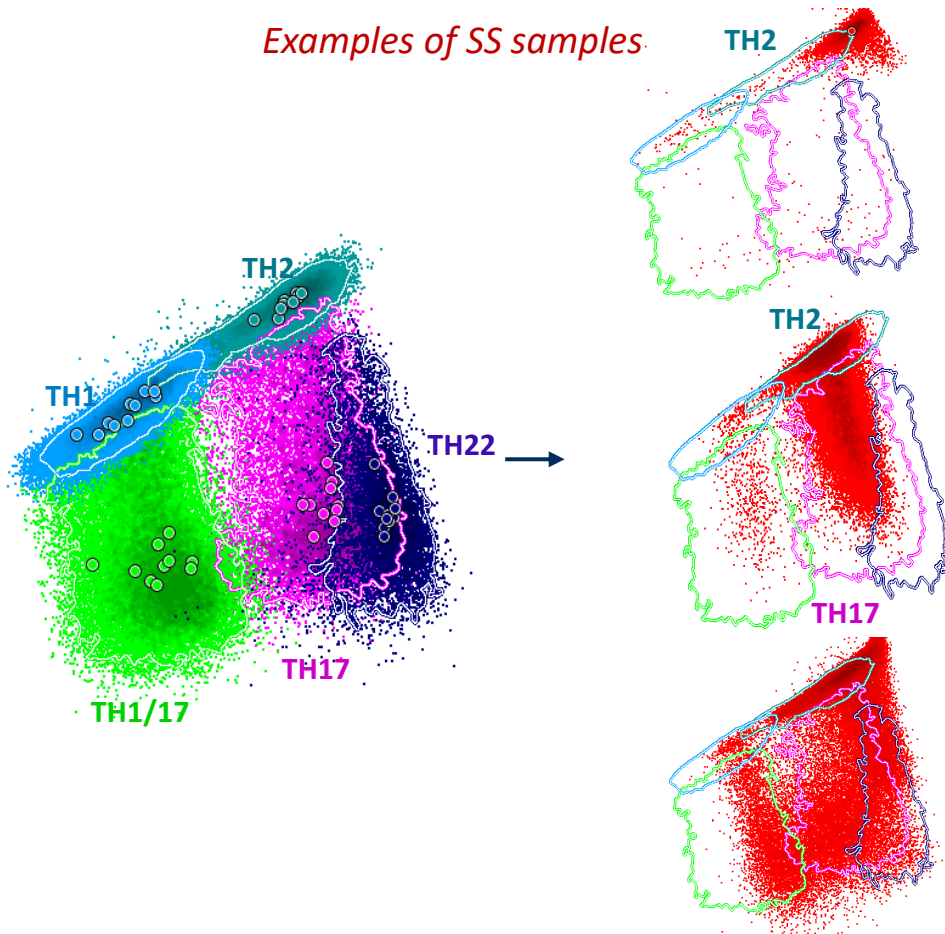 Examples of SS samples
TH2
TH2
TH1
TH22
TH17
TH1/17
TH2
TH17